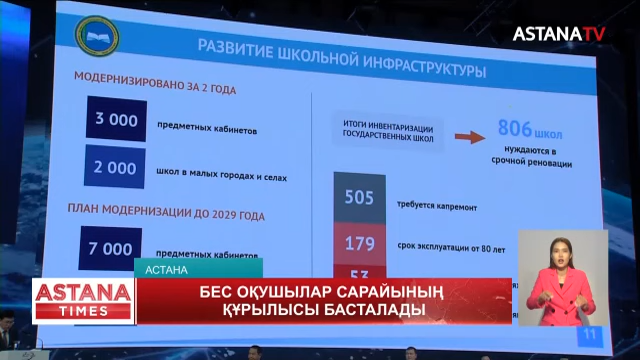 ASTANATV
РАЗВИТИЕ ШКОЛЬНОЙ ИНФРАСТРУКТУРЫ
МОДЕРНИЗИРОВАНО ЗА 2 ГОДА
3 000 предметных кабинетов
2 000 школ в малых городах и селах
ПЛАН МОДЕРНИЗАЦИИ ДО 2029 ГОДА
7 000 предметных кабинетов
ИТОГИ ИНВЕНТАРИЗАЦИИ
ГОСУДАРСТВЕННЫХ ШКОЛ
806 школ
нуждаются в
срочной реновации
505 требуется капремонт
179 срок эксплуатации от 80 лет
53
11
АСТАНА
ASTANA
TIMES
БЕС ОҚУШЫЛАР САРАЙЫНЫҢ
ҚҰРЫЛЫСЫ БАСТАЛАДЫ